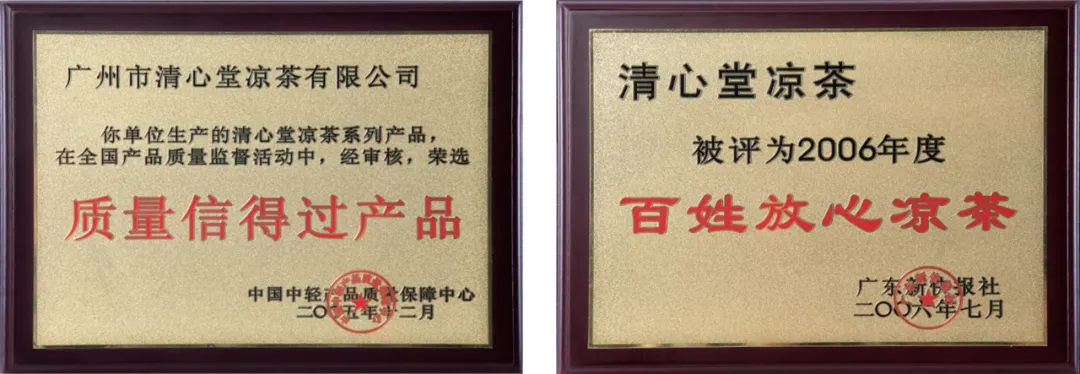 广州市清心堂凉茶有限公司
你单位生产的清心堂凉茶系列产品，
在全国产品质量监督活动中，经审核，荣选
质量信得过产品
中国中轻产品质量保障中心
二〇〇五年十二月
清心堂凉茶
被评为2006年度
百姓放心凉茶
广东新快报社
二〇〇六年七月